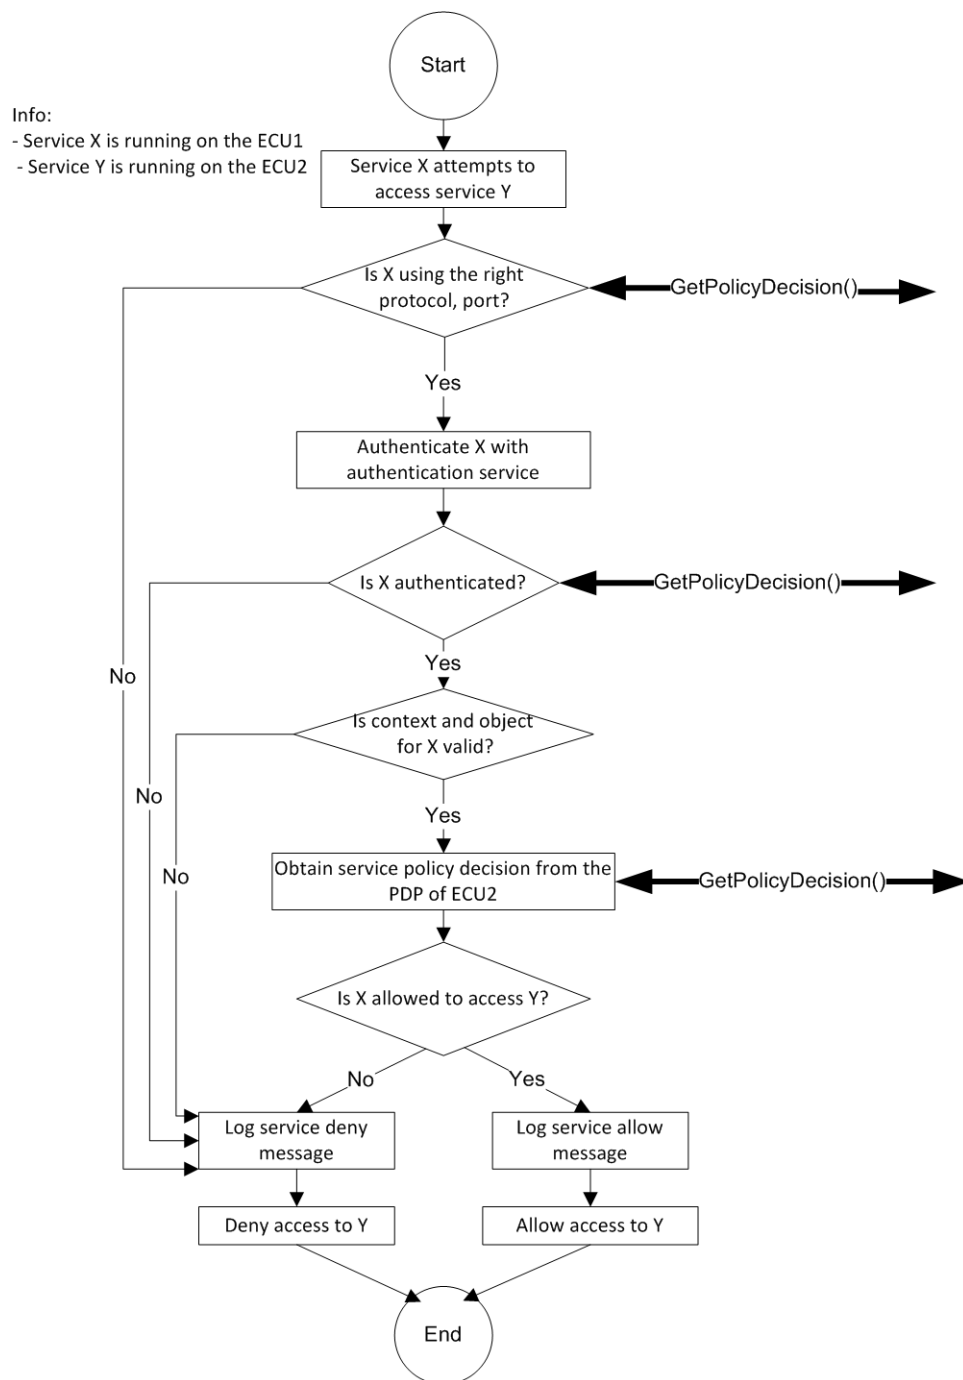 Start
Info:
- Service X is running on the ECU1
- Service Y is running on the ECU2
Service X attempts to
access service Y
Is X using the right
protocol, port?
GetPolicyDecision()
Yes
Authenticate X with
authentication service
Is X authenticated?
GetPolicyDecision()
Yes
No
Is context and object
for X valid?
No
Yes
No
Obtain service policy decision from the
PDP of ECU2
GetPolicyDecision()
Is X allowed to access Y?
No
Yes
Log service deny
message
Log service allow
message
Deny access to Y
Allow access to Y
End